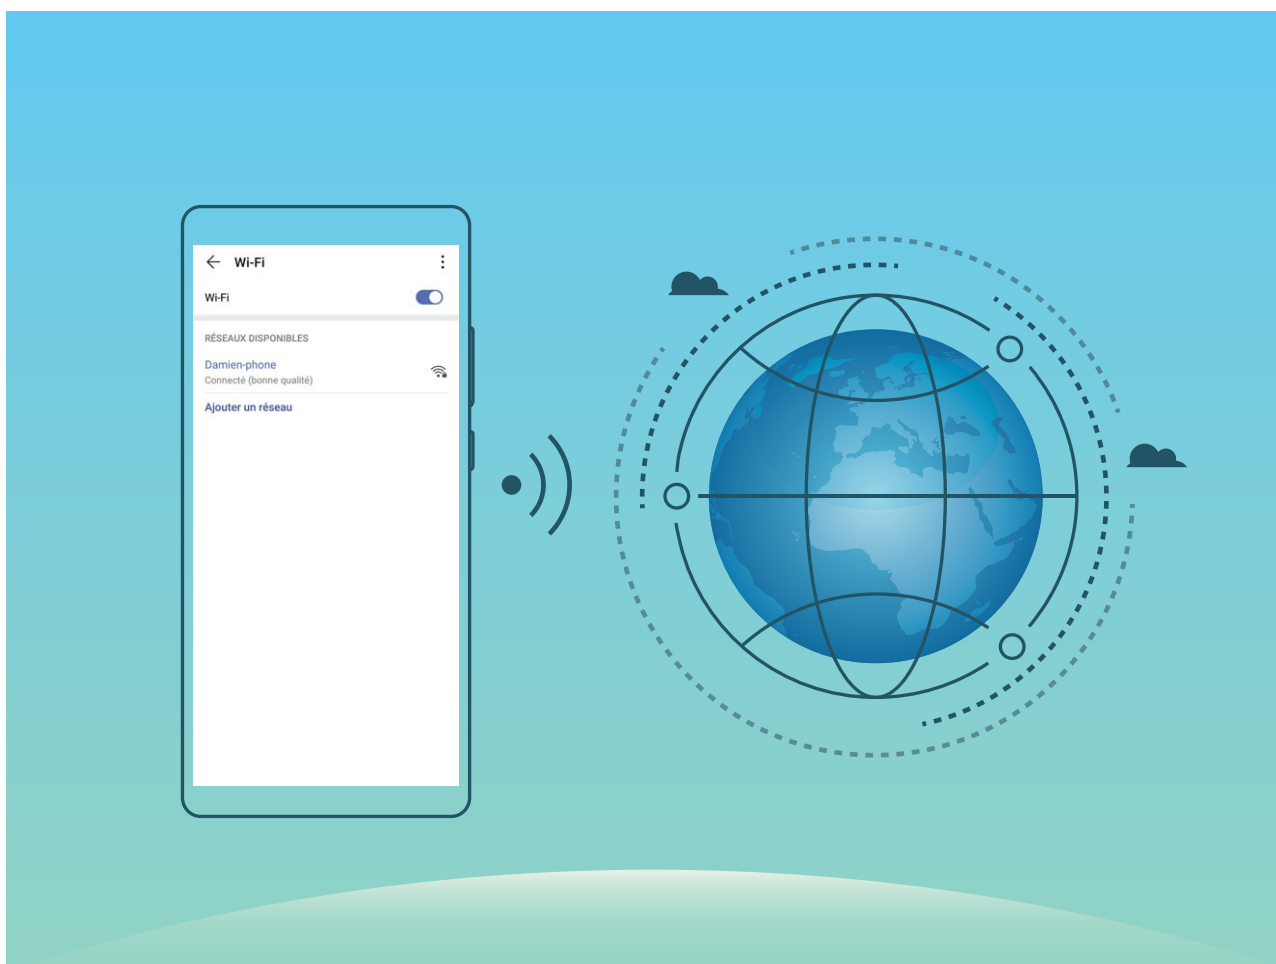 Wi-Fi
Wi-Fi
RÉSEAUX DISPONIBLES
Damien-phone
Connecté (bonne qualité)
Ajouter un réseau